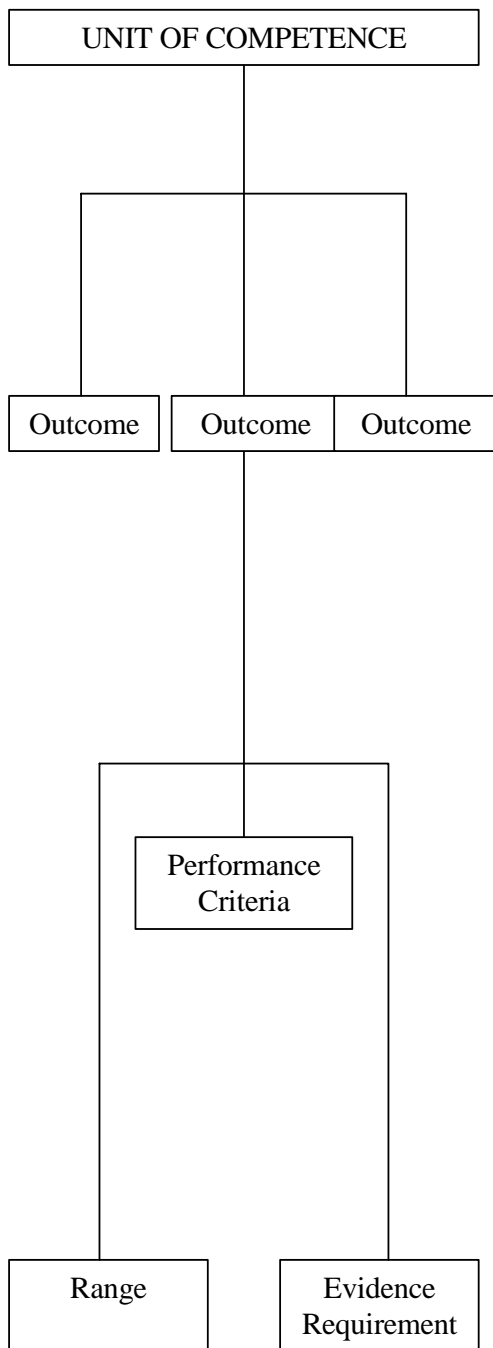 UNIT OF COMPETENCE
Outcome
Outcome
Outcome
Performance
Criteria
Range
Evidence
Requirement